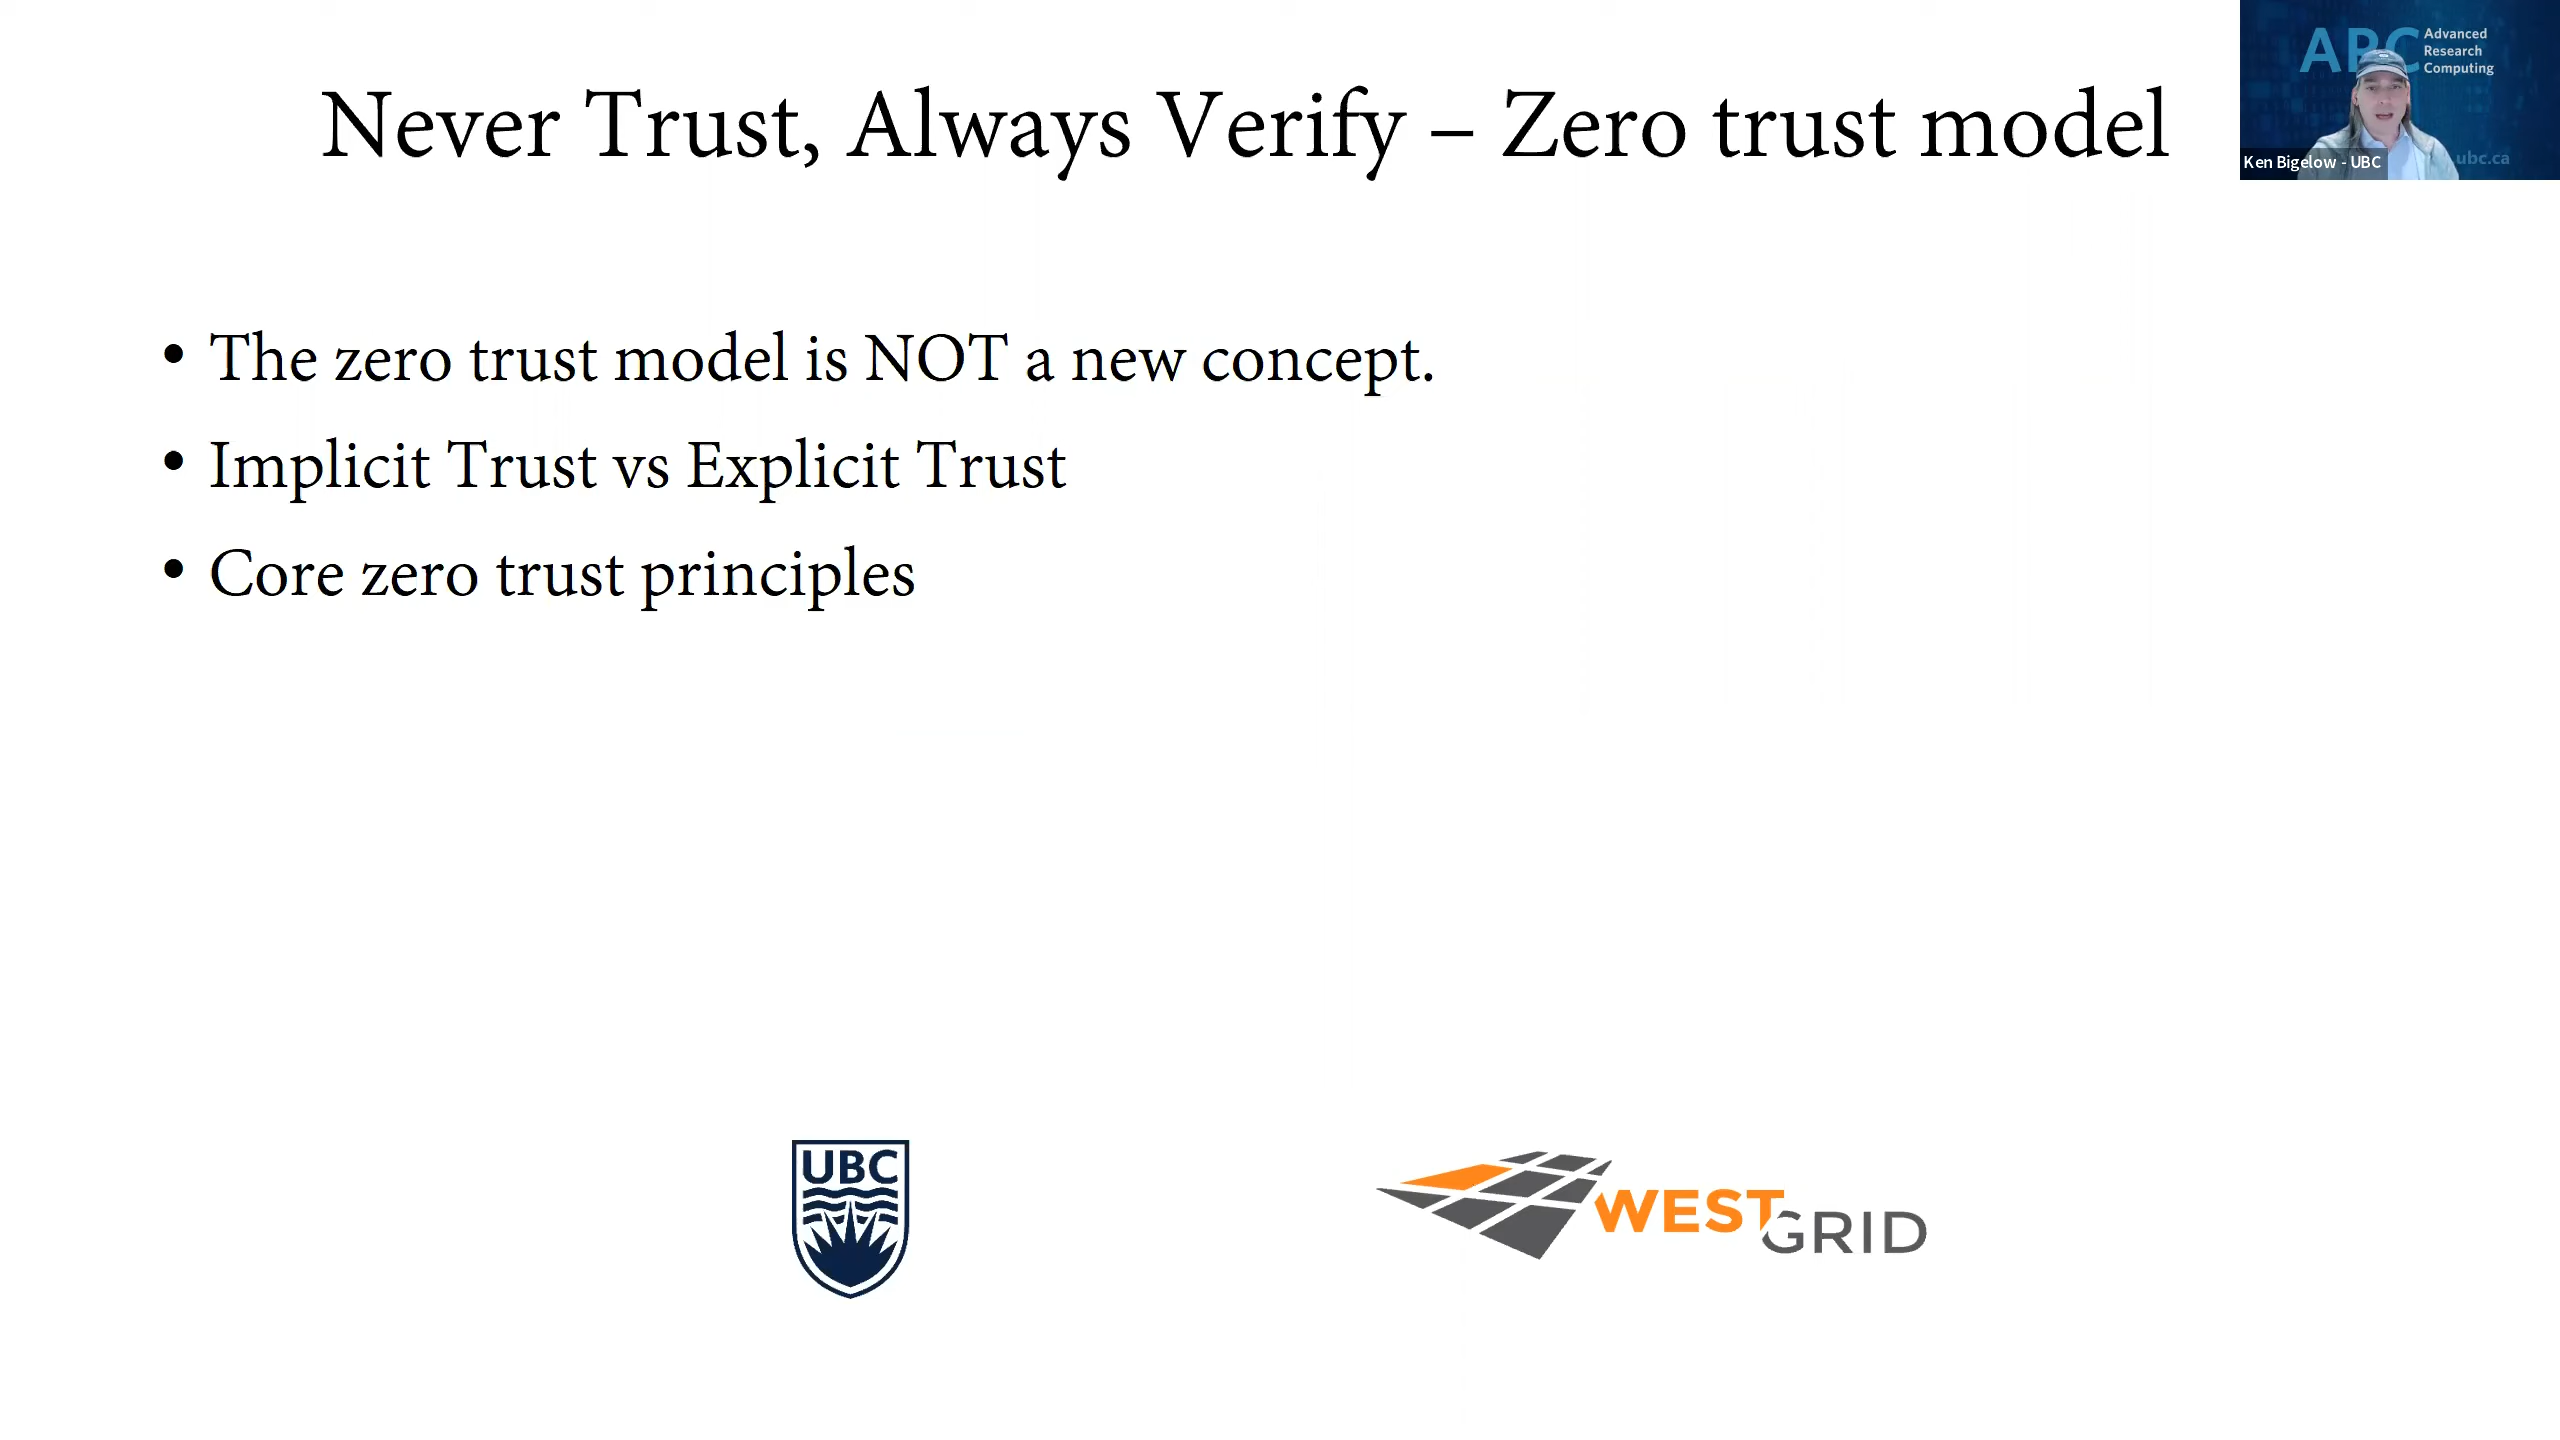 Never Trust, Always Verify – Zero trust model
Advanced
Research
Computing
Ken Bigelow - UBC
ubc.ca
• The zero trust model is NOT a new concept.
• Implicit Trust vs Explicit Trust
• Core zero trust principles
UBC
WESTGRID